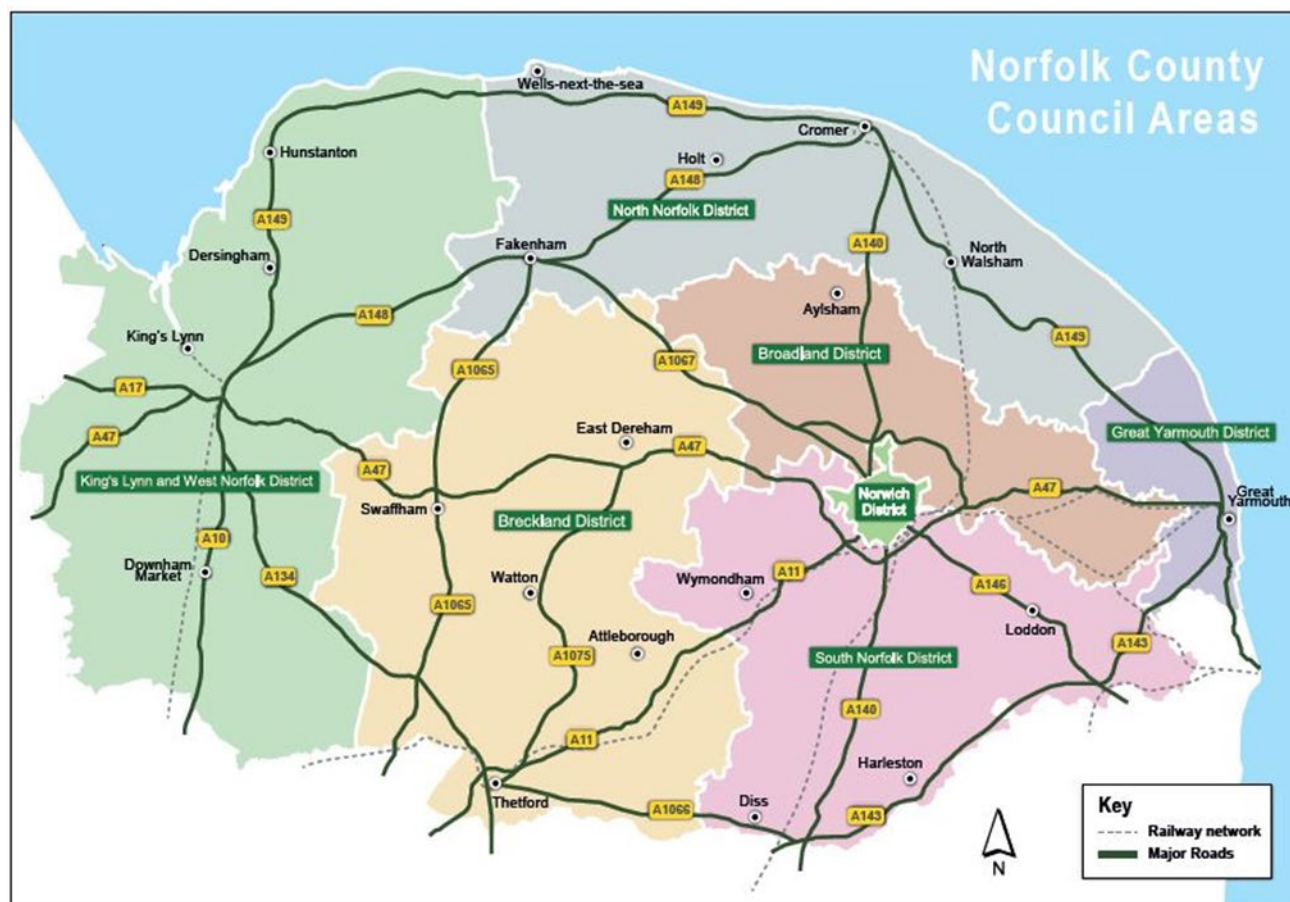 Norfolk County
Council Areas
Wells-next-the-sea
A149
Cromer
Hunstanton
Holt
A148
North Norfolk District
A149
Dersingham
Fakenham
A140
North
Walsham
A148
Aylsham
King's Lynn
A149
Broadland District
A1067
A1065
A17
A47
East Dereham
A47
Great Yarmouth District
A47
King's Lynn and West Norfolk District
Swaffham
Breckland District
Norwich
District
A47
Great
Yarmouth
A10
Downham
Market
A134
Watton
Wymondham
A11
A146
A1065
Loddon
Attleborough
A1075
South Norfolk District
A143
A140
A11
Harleston
Thetford
A1066
Diss
A143
N
Key
Railway network
Major Roads